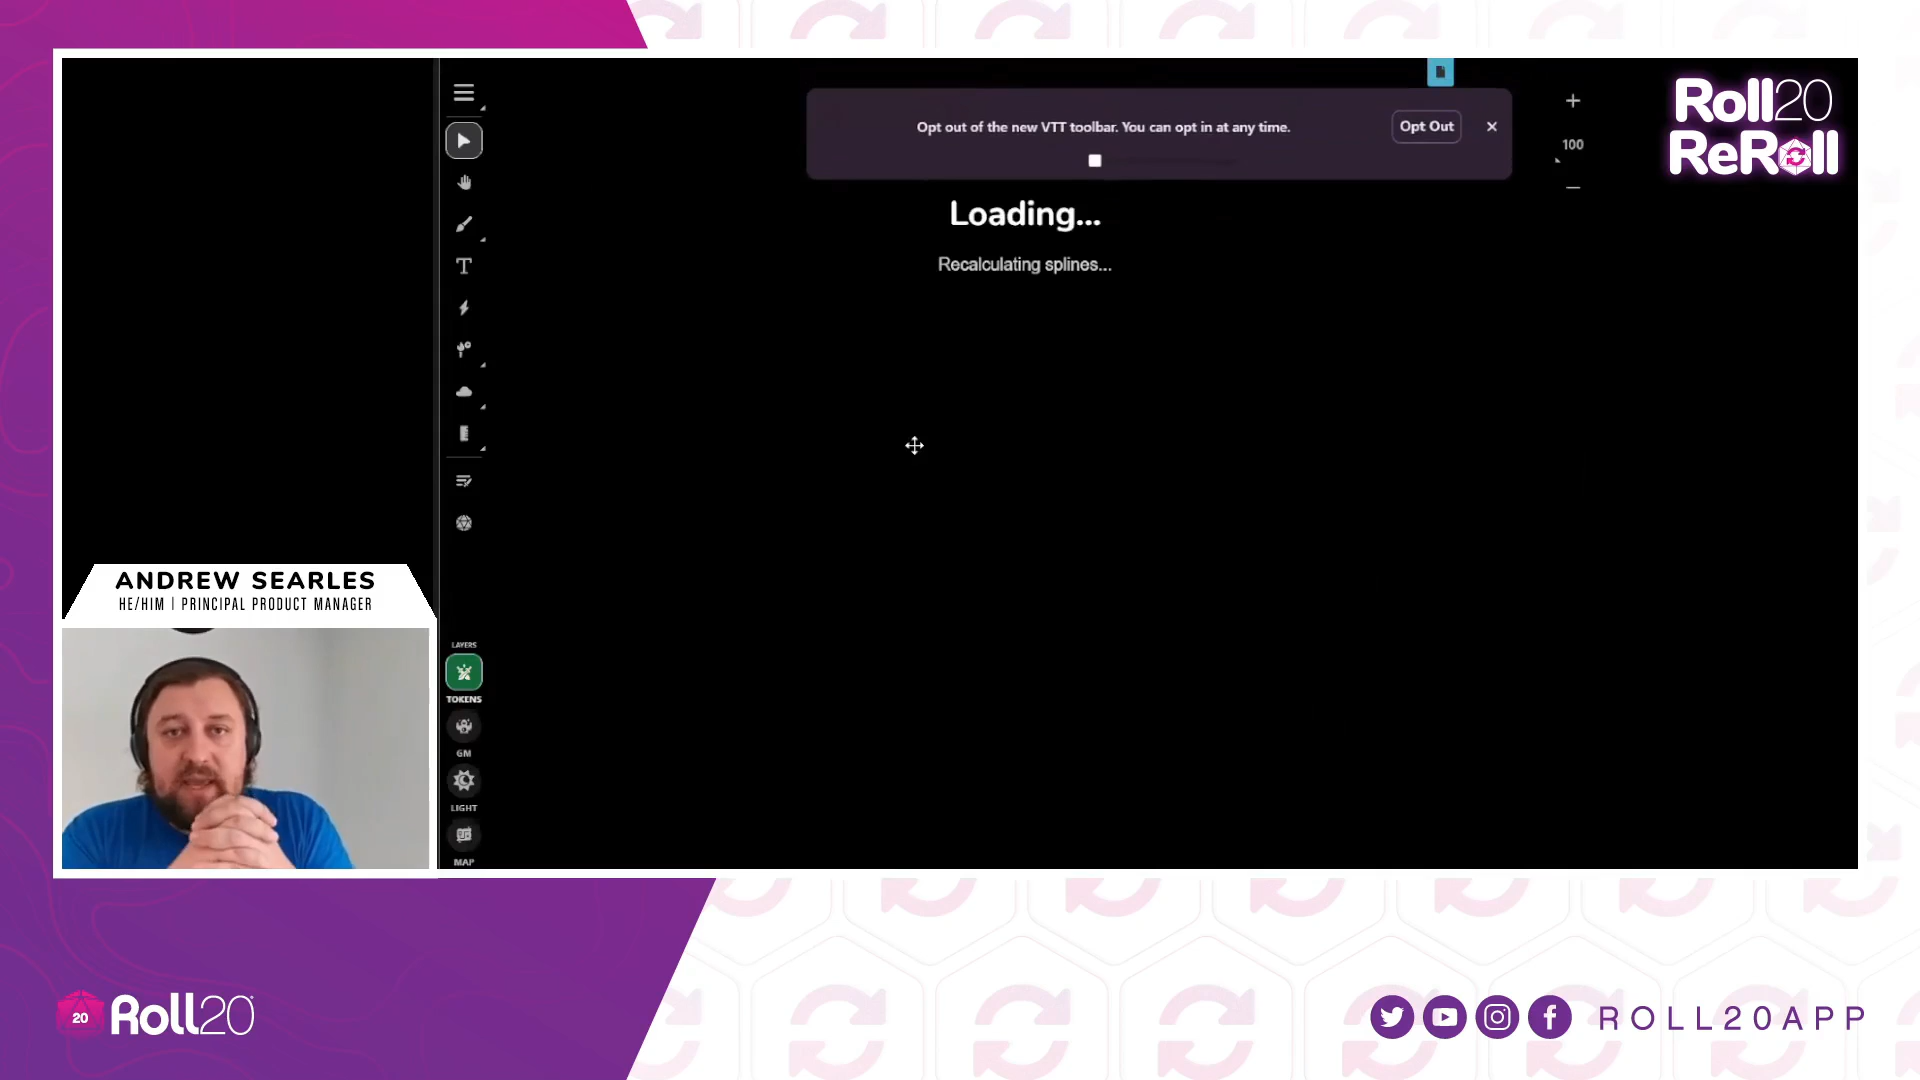 Opt out of the new VTT toolbar. You can opt in at any time.
Opt Out
100
Roll20
ReRoll
Loading...
Recalculating splines...
ANDREW SEARLES
HE/HIM | PRINCIPAL PRODUCT MANAGER
LAYERS
TOKENS
GM
LIGHT
MAP
20
Roll20
ROLL20APP